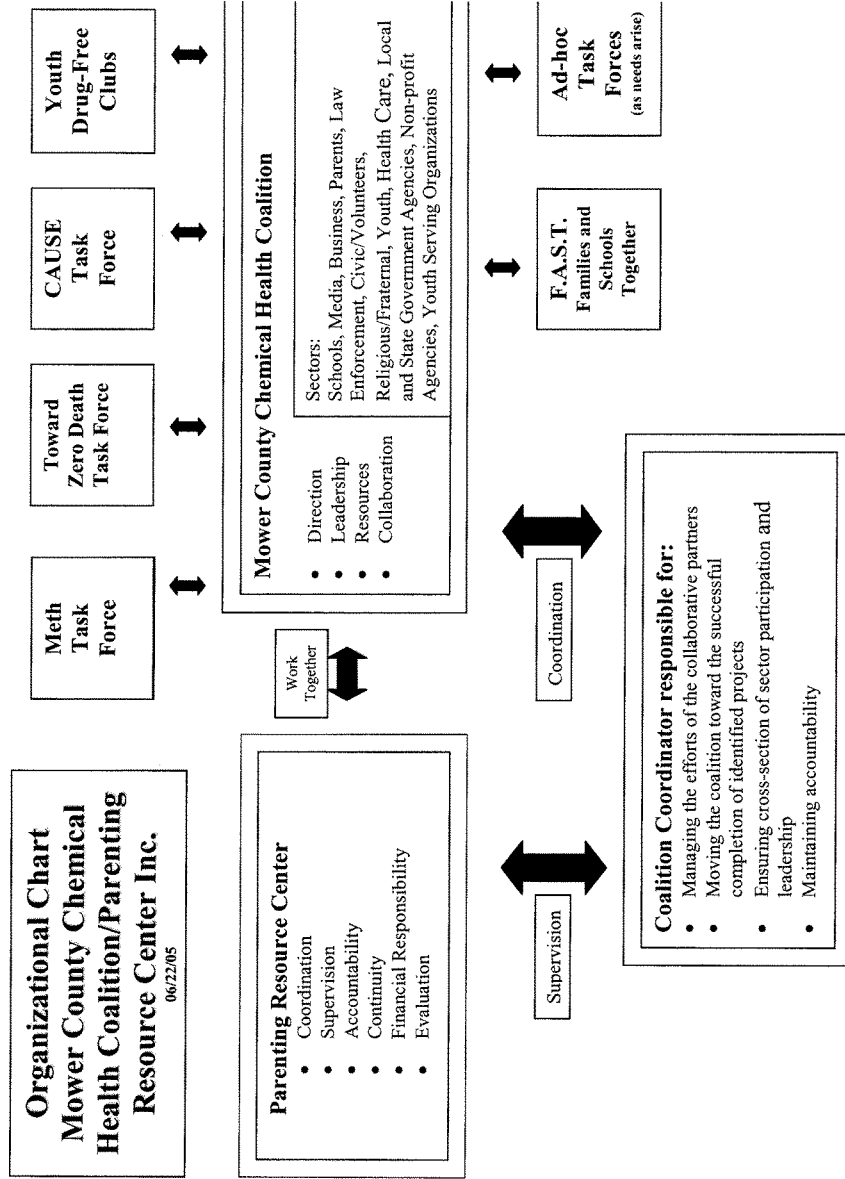 Organizational Chart
Mower County Chemical
Health Coalition/Parenting
Resource Center Inc.
06/22/05
Meth
Task
Force
Toward
Zero Death
Task Force
CAUSE
Task
Force
Youth
Drug-Free
Clubs
Parenting Resource Center
• Coordination
• Supervision
• Accountability
• Continuity
• Financial Responsibility
• Evaluation
Work
Together
Mower County Chemical Health Coalition
• Direction
• Leadership
• Resources
• Collaboration
Sectors:
Schools, Media, Business, Parents, Law
Enforcement, Civic/Volunteers,
Religious/Fraternal, Youth, Health Care, Local
and State Government Agencies, Non-profit
Agencies, Youth Serving Organizations
Supervision
Coordination
F.A.S.T.
Families and
Schools
Together
Ad-hoc
Task
Forces
(as needs arise)
Coalition Coordinator responsible for:
• Managing the efforts of the collaborative partners
• Moving the coalition toward the successful
completion of identified projects
• Ensuring cross-section of sector participation and
leadership
• Maintaining accountability